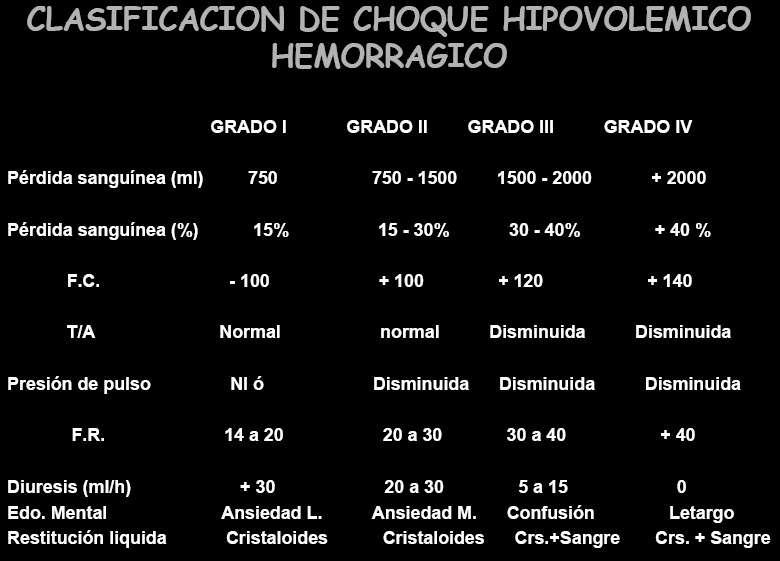 CLASIFICACION DE CHOQUE HIPOVOLEMICO
HEMORRAGICO
GRADO I GRADO II GRADO III GRADO IV
Pérdida sanguínea (ml) 750 750 - 1500 1500 - 2000 + 2000
Pérdida sanguínea (%) 15% 15 - 30% 30 - 40% + 40 %
F.C. - 100 + 100 + 120 + 140
T/A Normal normal Disminuida Disminuida
Presión de pulso Nl ó Disminuida Disminuida Disminuida
F.R. 14 a 20 20 a 30 30 a 40 + 40
Diuresis (ml/h) + 30 20 a 30 5 a 15 0
Edo. Mental Ansiedad L. Ansiedad M. Confusión Letargo
Restitución liquida Cristaloides Cristaloides Crs.+Sangre Crs. + Sangre